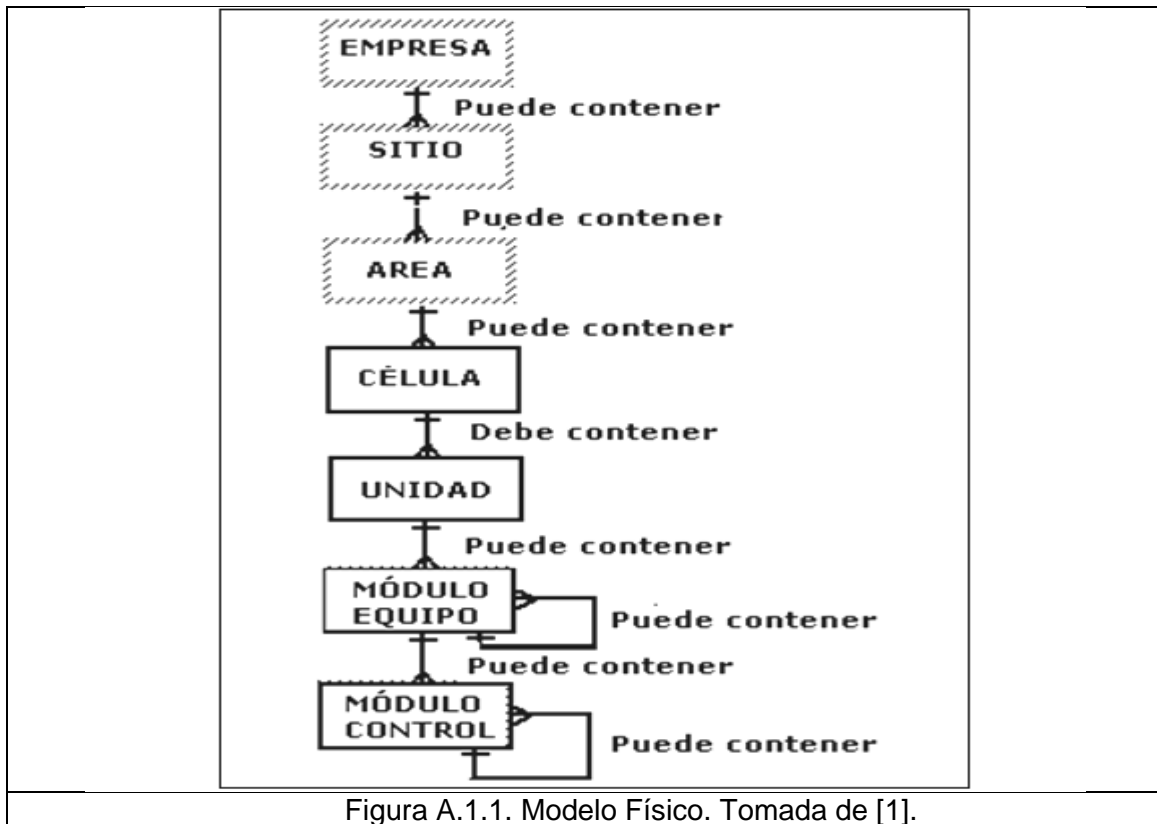 EMPRESA
Puede contener
SITIO
Puede contener
AREA
Puede contener
CÉLULA
Debe contener
UNIDAD
Puede contener
MÓDULO
EQUIPO
Puede contener
Puede contener
MÓDULO
CONTROL
Puede contener
Figura A.1.1. Modelo Físico. Tomada de [1].